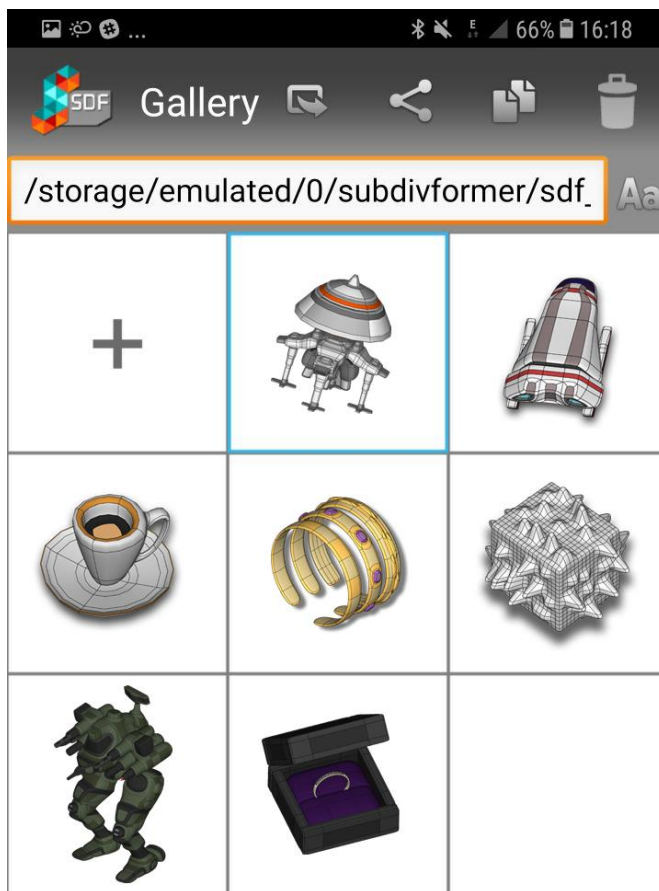 ... E 66% 16:18
SDF Gallery
/storage/emulated/0/subdivformer/sdf_
Aa